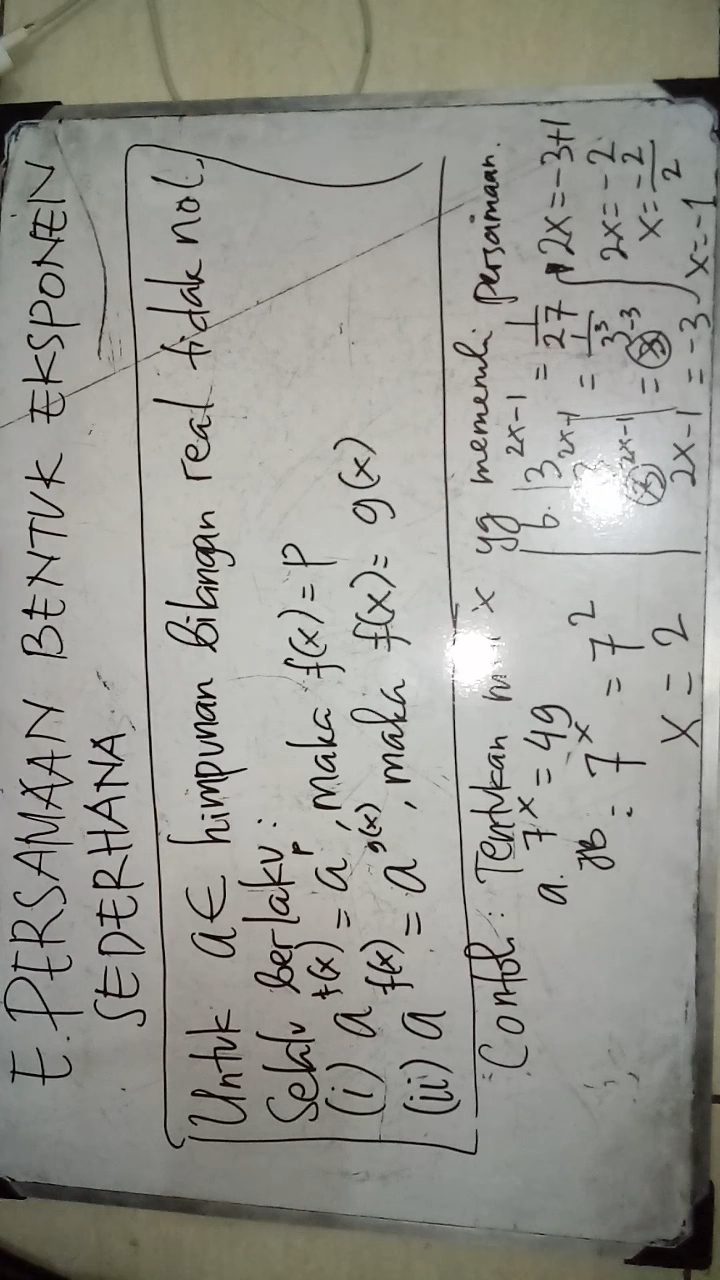 E. PERSAMAAN BENTUK EKSPONEN
SEDERHANA
Untuk a∈ himpunan bilangan real tidak nol,
Selalu berlaku:
(i) a^f(x) = a^p, maka f(x) = P
(ii) a^f(x) = a^g(x), maka f(x) = g(x)
Contoh: Tentukan x yg memenuhi persamaan.
a. 7^x = 49
JB: 7^x = 7^2
x = 2
b. 3^2x-1 = 1/27
3^2x-1 = 1/3^3
3^2x-1 = 3^-3
2x-1 = -3
2x = -3+1
2x = -2
x = -2/2
x = -1